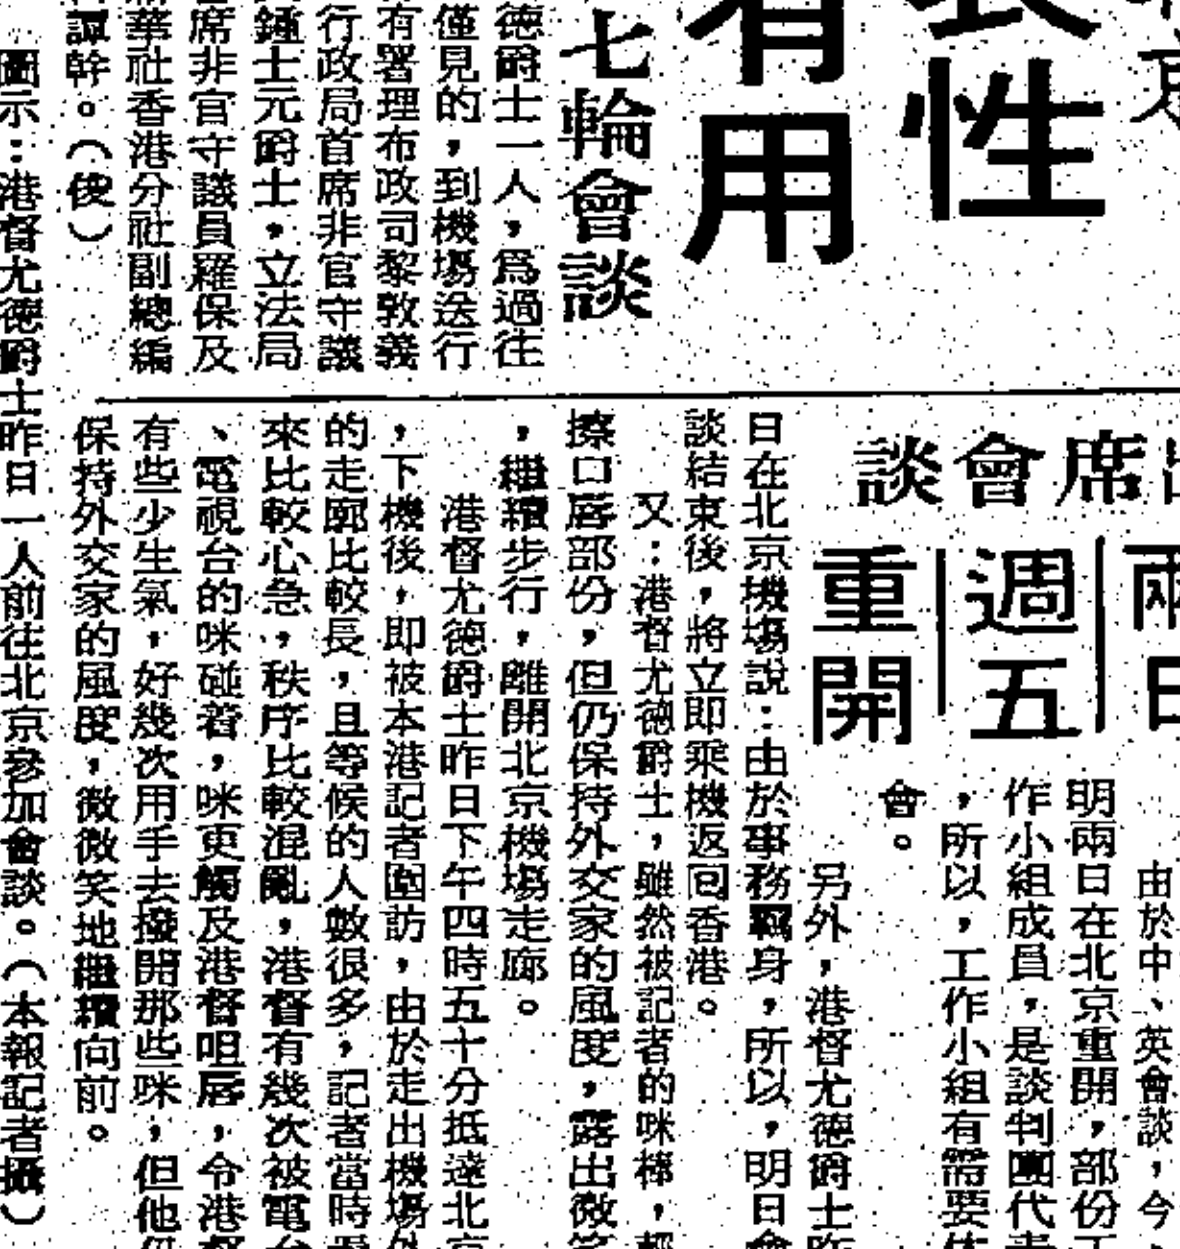 性
有用
七輪會談
德爵士一人，爲過往
僅見的，到機塲送行
有署理布政司黎敦義
行政局首席非官守議
鍾士元爵士，立法局
席非官守議員羅保及
華社香港分社副總編
譚幹。（俊）
圖示：港督尤德爵士昨日一人前往北京參加會談。（本報記者攝）
席會談
兩日
週五
重開
由於中、英會談，今
明兩日在北京重開，部份
作小組成員，是談判團代表
，所以，工作小組有需要休
會。
另外，港督尤德爵士昨
日在北京機塲說：由於事務羈身，所以，明日會
談結束後，將立即乘機返回香港。
又：港督尤德爵士，雖然被記者的咪棒，輕
擦口唇部份，但仍保持外交家的風度，露出微笑
，繼續步行，離開北京機塲走廊。
港督尤德爵士昨日下午四時五十分抵達北京
，下機後，即被本港記者圍訪，由於走出機塲外
的走廊比較長，且等候的人數很多，記者當時看
來比較心急，秩序比較混亂，港督有幾次被電台
、電視台的咪碰着，咪更觸及港督咀唇，令港督
有些少生氣，好幾次用手去撥開那些咪，但他仍
保持外交家的風度，微微笑地繼續向前。